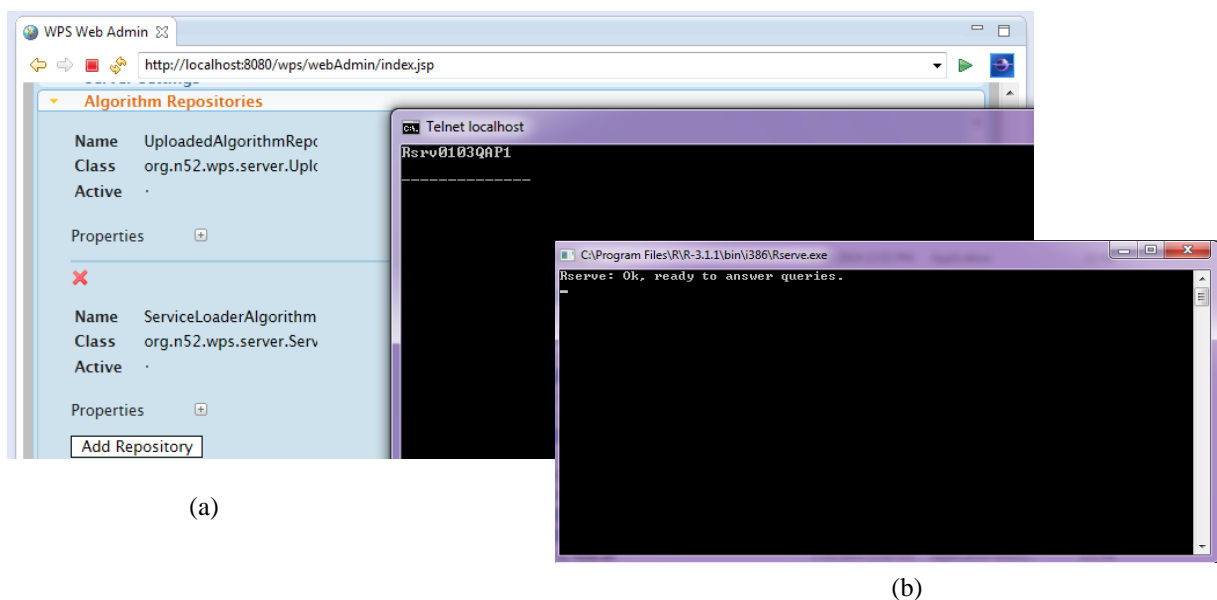 WPS Web Admin
http://localhost:8080/wps/webAdmin/index.jsp
Algorithm Repositories
Name UploadedAlgorithmRepo
Class org.n52.wps.server.Uplo
Active
Properties
Name ServiceLoaderAlgorithm
Class org.n52.wps.server.Serv
Active
Properties
Add Repository
Telnet localhost
Rsrv0103QAP1
--------------
C:\Program Files\R\R-3.1.1\bin\i386\Rserve.exe
Rserve: Ok, ready to answer queries.
(a)
(b)